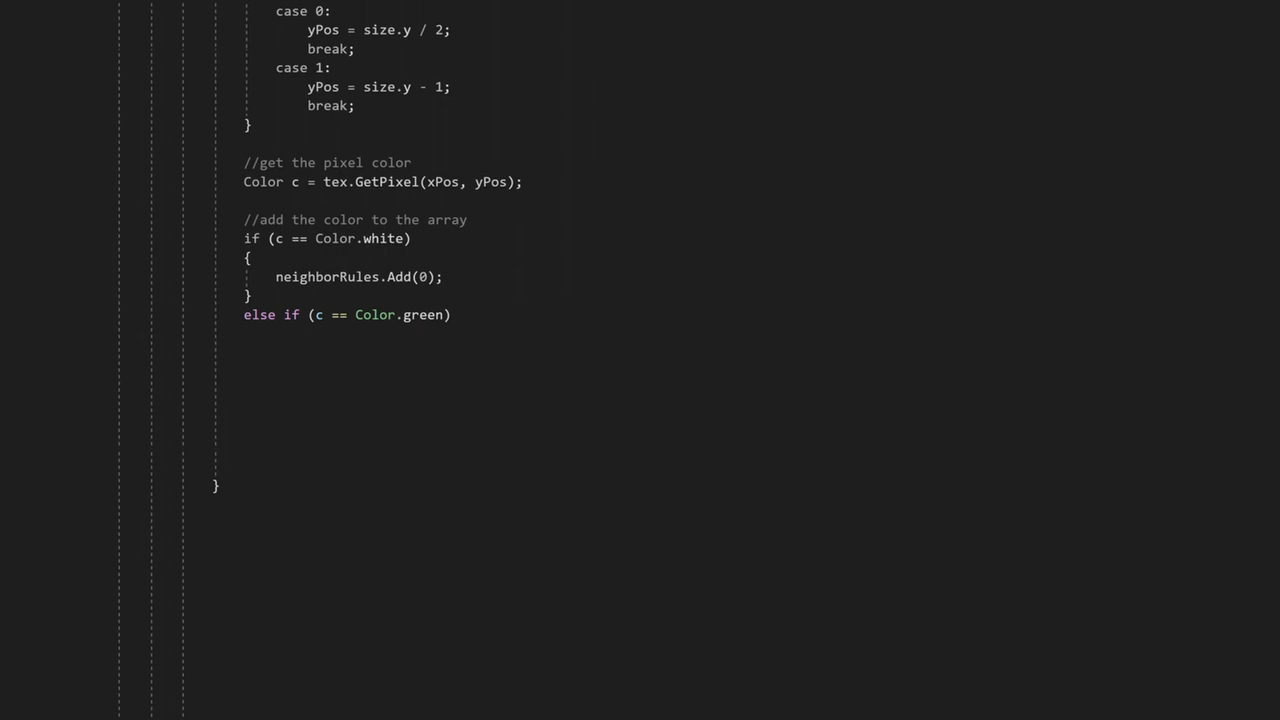 case 0:
yPos = size.y / 2;
break;
case 1:
yPos = size.y - 1;
break;
}
//get the pixel color
Color c = tex.GetPixel(xPos, yPos);
//add the color to the array
if (c == Color.white)
{
neighborRules.Add(0);
}
else if (c == Color.green)
}